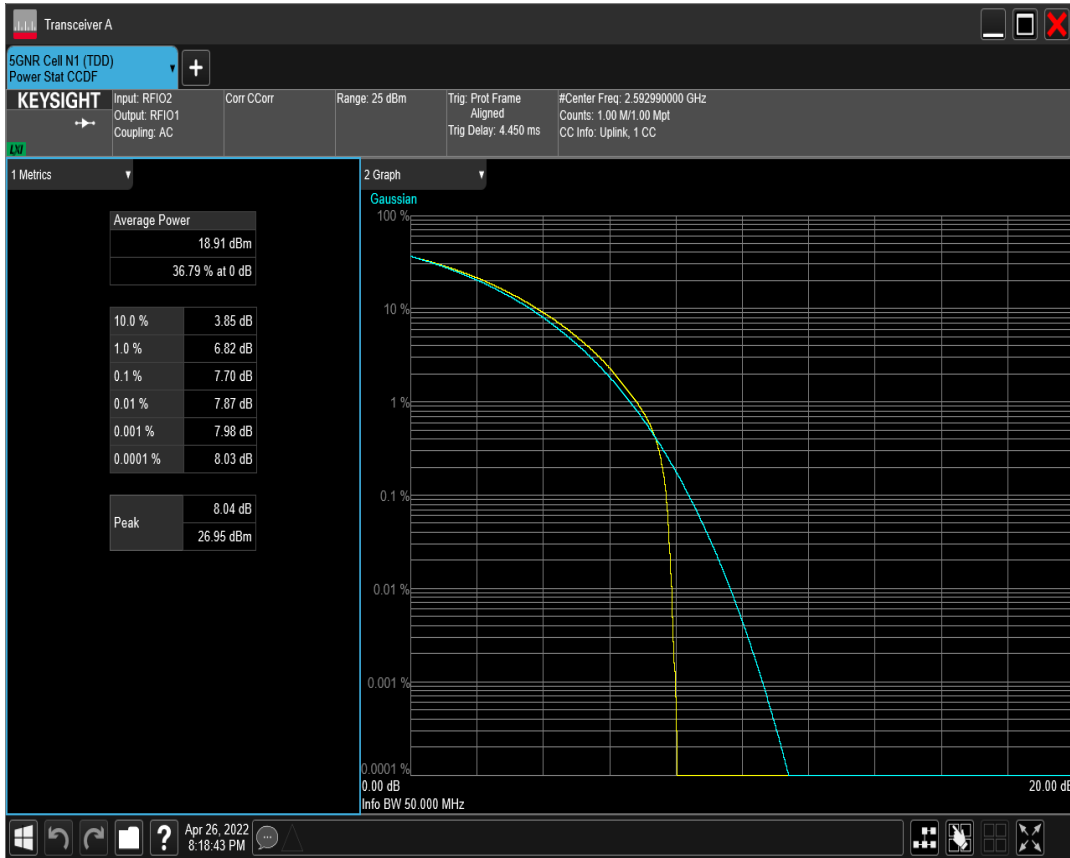 Transceiver A
5GNR Cell N1 (TDD)
Power Stat CCDF
+
KEYSIGHT
LXI
Input: RFIO2
Output: RFIO1
Coupling: AC
Corr CCorr
Range: 25 dBm
Trig: Prot Frame
Aligned
Trig Delay: 4.450 ms
#Center Freq: 2.592990000 GHz
Counts: 1.00 M/1.00 Mpt
CC Info: Uplink, 1 CC
1 Metrics
Average Power
18.91 dBm
36.79 % at 0 dB
10.0 % 3.85 dB
1.0 % 6.82 dB
0.1 % 7.70 dB
0.01 % 7.87 dB
0.001 % 7.98 dB
0.0001 % 8.03 dB
Peak 8.04 dB
26.95 dBm
2 Graph
Gaussian
100 %
10 %
1 %
0.1 %
0.01 %
0.001 %
0.0001 %
0.00 dB 20.00 dB
Info BW 50.000 MHz
?
Apr 26, 2022
8:18:43 PM